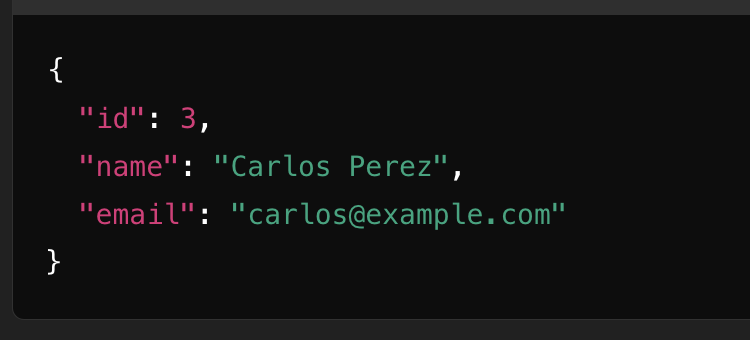 {
  "id": 3,
  "name": "Carlos Perez",
  "email": "carlos@example.com"
}